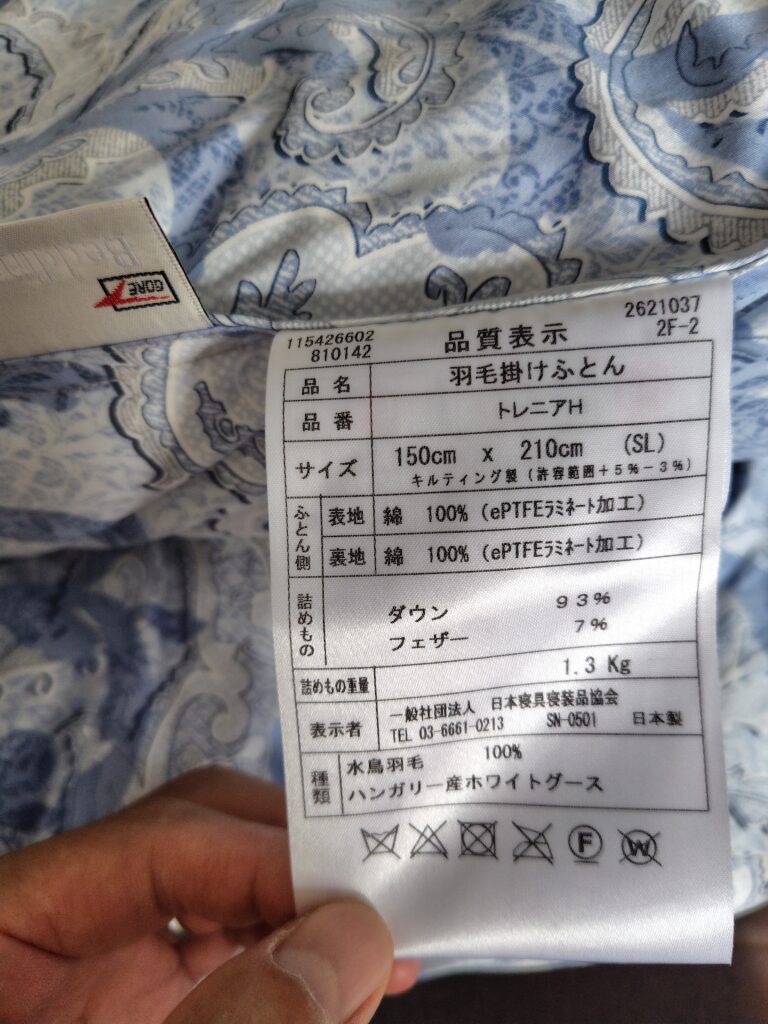 GORE
115426602
810142
品質表示
2621037
2F-2
品名 羽毛掛けふとん
品番 トレニアH
サイズ 150cm x 210cm (SL)
キルティング製(許容範囲+5%-3%)
ふとん側 表地 綿 100%(ePTFEﾗﾐﾈｰﾄ加工)
裏地 綿 100%(ePTFEﾗﾐﾈｰﾄ加工)
詰めもの ダウン 93%
フェザー 7%
詰めもの重量 1.3 Kg
表示者 一般社団法人 日本寝具寝装品協会
TEL 03-6661-0213 SN-0501 日本製
種類 水鳥羽毛 100%
ハンガリー産ホワイトグース
F W